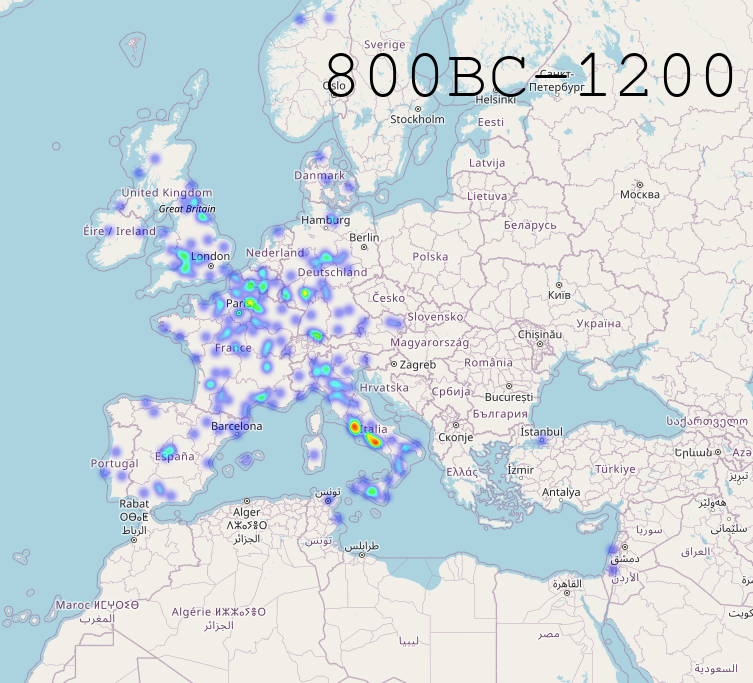 Sverige
800BC-1200
Oslo
Санкт-
Петербург
Helsinki
Stockholm
Eesti
Latvija
Danmark
Lietuva
Москва
United Kingdom
Great Britain
Hamburg
Беларусь
Éire / Ireland
Berlin
London
Nederland
Polska
Deutschland
Київ
Paris
Česko
Slovensko
Україна
Chișinău
France
Magyarország
Zagreb
România
Hrvatska
Србија
București
България
Barcelona
Italia
Скопје
İstanbul
საქართველო
Portugal
España
Ελλάς
İzmir
Türkiye
Երևան
Azə
تبریز
Antalya
تونس
Rabat
ⵔⴱⴰⵟ
الرباط
Alger
الجزائر
تونس
طرابلس
سوريا
العراق
دمشق
الأردن
القاهرة
Maroc ⵍⵎⵖⵔⵉⴱ
المغرب
Algérie ⵍⵣⵣⴰⵢⴻⵔ
الجزائر
ليبيا
مصر
السعودية